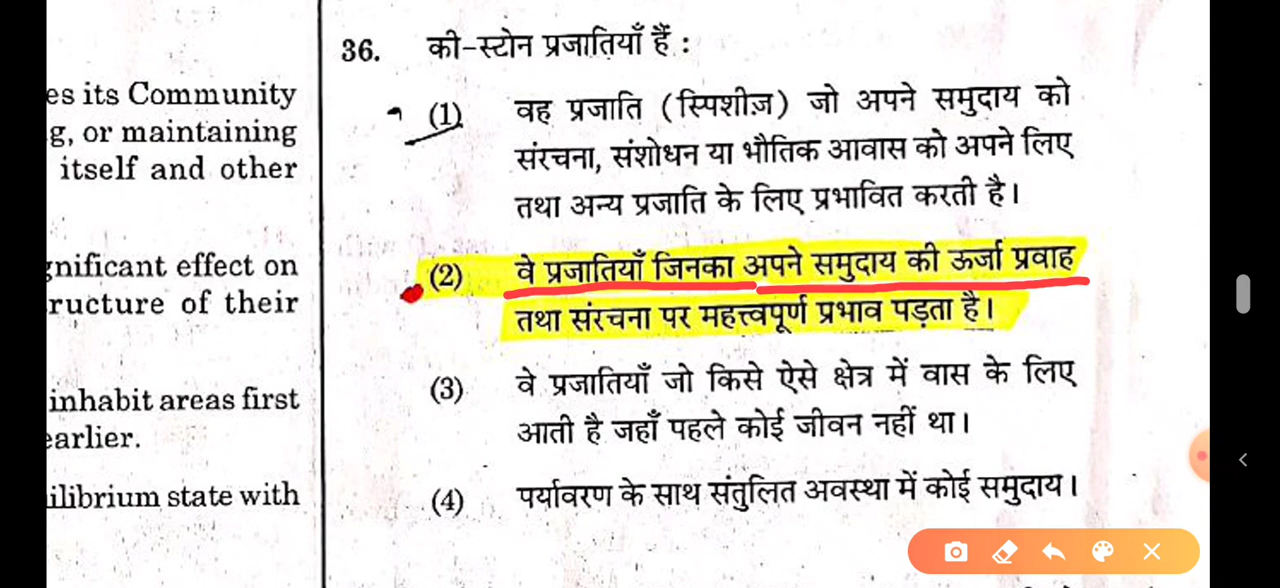 es its Community
g, or maintaining
itself and other
gnificant effect on
ructure of their
inhabit areas first
earlier.
ilibrium state with
36. की-स्टोन प्रजातियाँ हैं :
(1) वह प्रजाति (स्पिशीज़) जो अपने समुदाय को
संरचना, संशोधन या भौतिक आवास को अपने लिए
तथा अन्य प्रजाति के लिए प्रभावित करती है।
(2) वे प्रजातियाँ जिनका अपने समुदाय की ऊर्जा प्रवाह
तथा संरचना पर महत्त्वपूर्ण प्रभाव पड़ता है।
(3) वे प्रजातियाँ जो किसे ऐसे क्षेत्र में वास के लिए
आती है जहाँ पहले कोई जीवन नहीं था।
(4) पर्यावरण के साथ संतुलित अवस्था में कोई समुदाय।